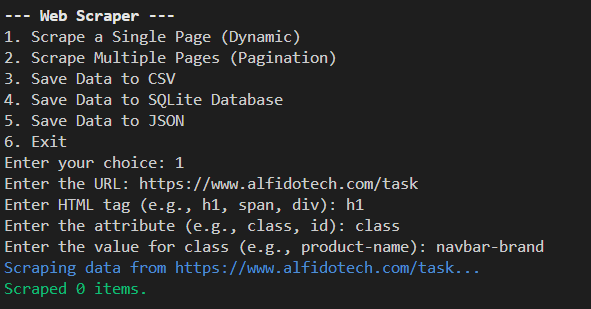 --- Web Scraper ---
1. Scrape a Single Page (Dynamic)
2. Scrape Multiple Pages (Pagination)
3. Save Data to CSV
4. Save Data to SQLite Database
5. Save Data to JSON
6. Exit
Enter your choice: 1
Enter the URL: https://www.alfidotech.com/task
Enter HTML tag (e.g., h1, span, div): h1
Enter the attribute (e.g., class, id): class
Enter the value for class (e.g., product-name): navbar-brand
Scraping data from https://www.alfidotech.com/task...
Scraped 0 items.